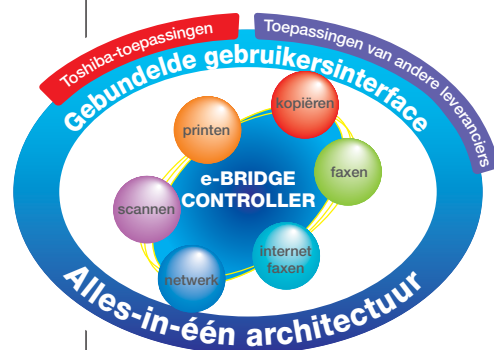 Toshiba-toepassingen
Toepassingen van andere leveranciers
Gebundelde gebruikersinterface
kopiëren
printen
faxen
e-BRIDGE
CONTROLLER
scannen
internet
faxen
netwerk
Alles-in-één architectuur